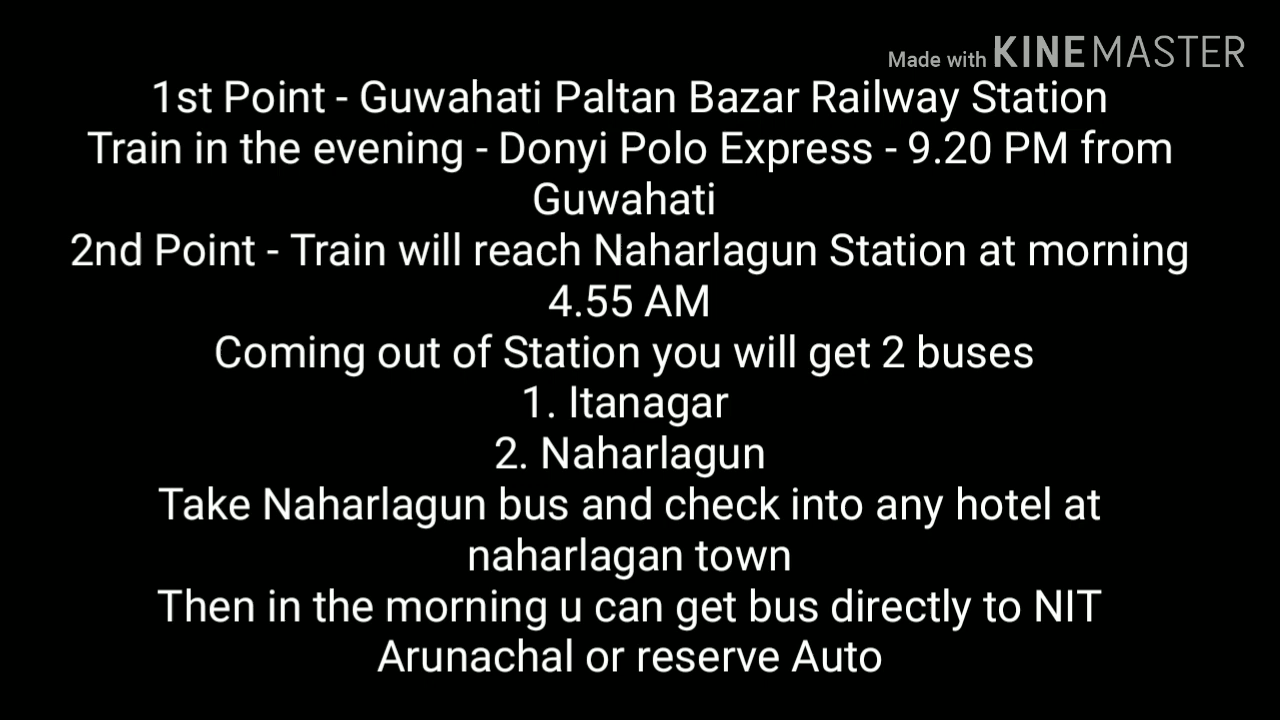 Made with KINEMASTER
1st Point - Guwahati Paltan Bazar Railway Station
Train in the evening - Donyi Polo Express - 9.20 PM from
Guwahati
2nd Point - Train will reach Naharlagun Station at morning
4.55 AM
Coming out of Station you will get 2 buses
1. Itanagar
2. Naharlagun
Take Naharlagun bus and check into any hotel at
naharlagan town
Then in the morning u can get bus directly to NIT
Arunachal or reserve Auto